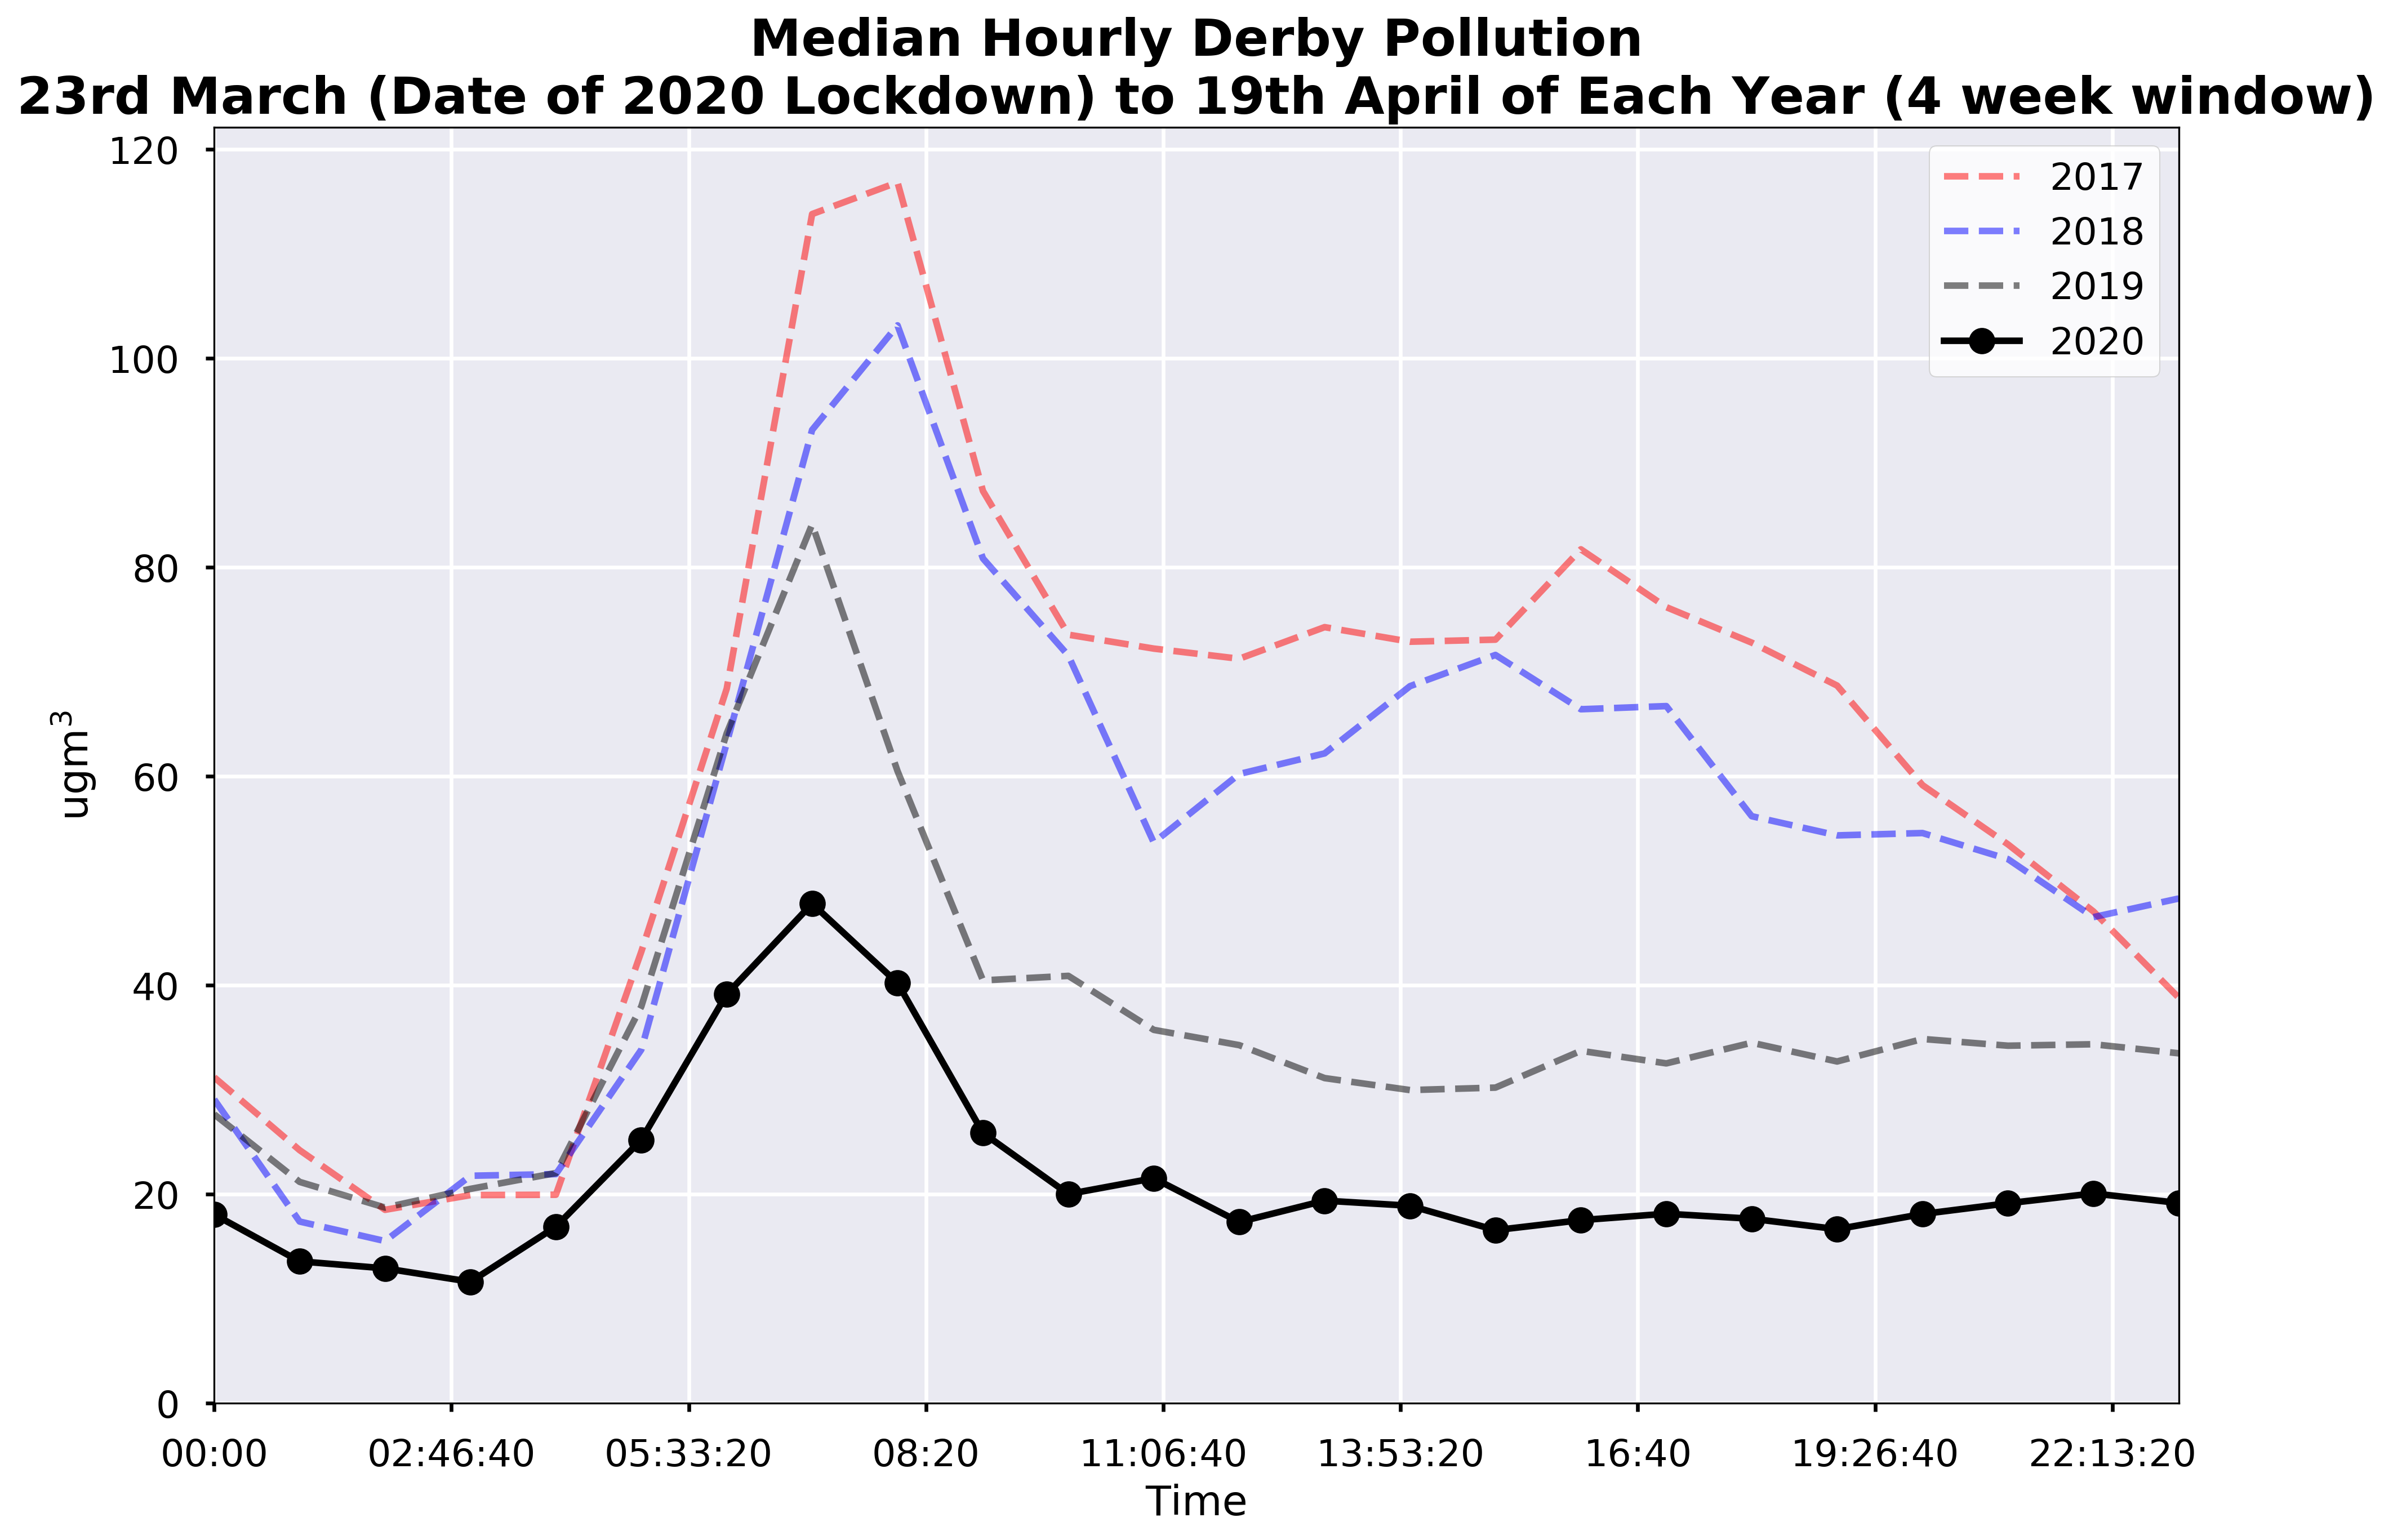 Median Hourly Derby Pollution
23rd March (Date of 2020 Lockdown) to 19th April of Each Year (4 week window)
120
100
80
60
40
20
0
ugm³
2017
2018
2019
2020
00:00 02:46:40 05:33:20 08:20 11:06:40 13:53:20 16:40 19:26:40 22:13:20
Time